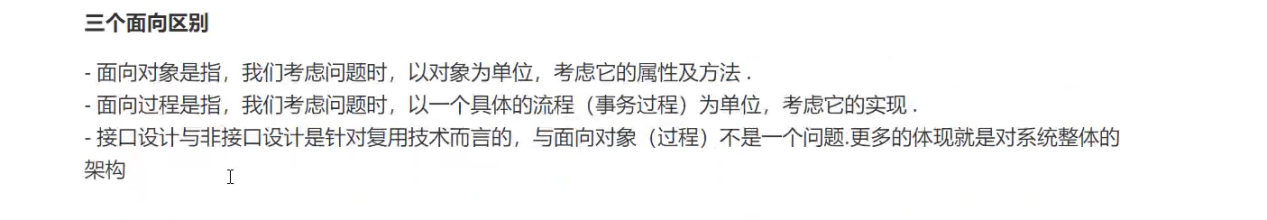 三个面向区别
- 面向对象是指，我们考虑问题时，以对象为单位，考虑它的属性及方法 .
- 面向过程是指，我们考虑问题时，以一个具体的流程（事务过程）为单位，考虑它的实现 .
- 接口设计与非接口设计是针对复用技术而言的，与面向对象（过程）不是一个问题.更多的体现就是对系统整体的
架构